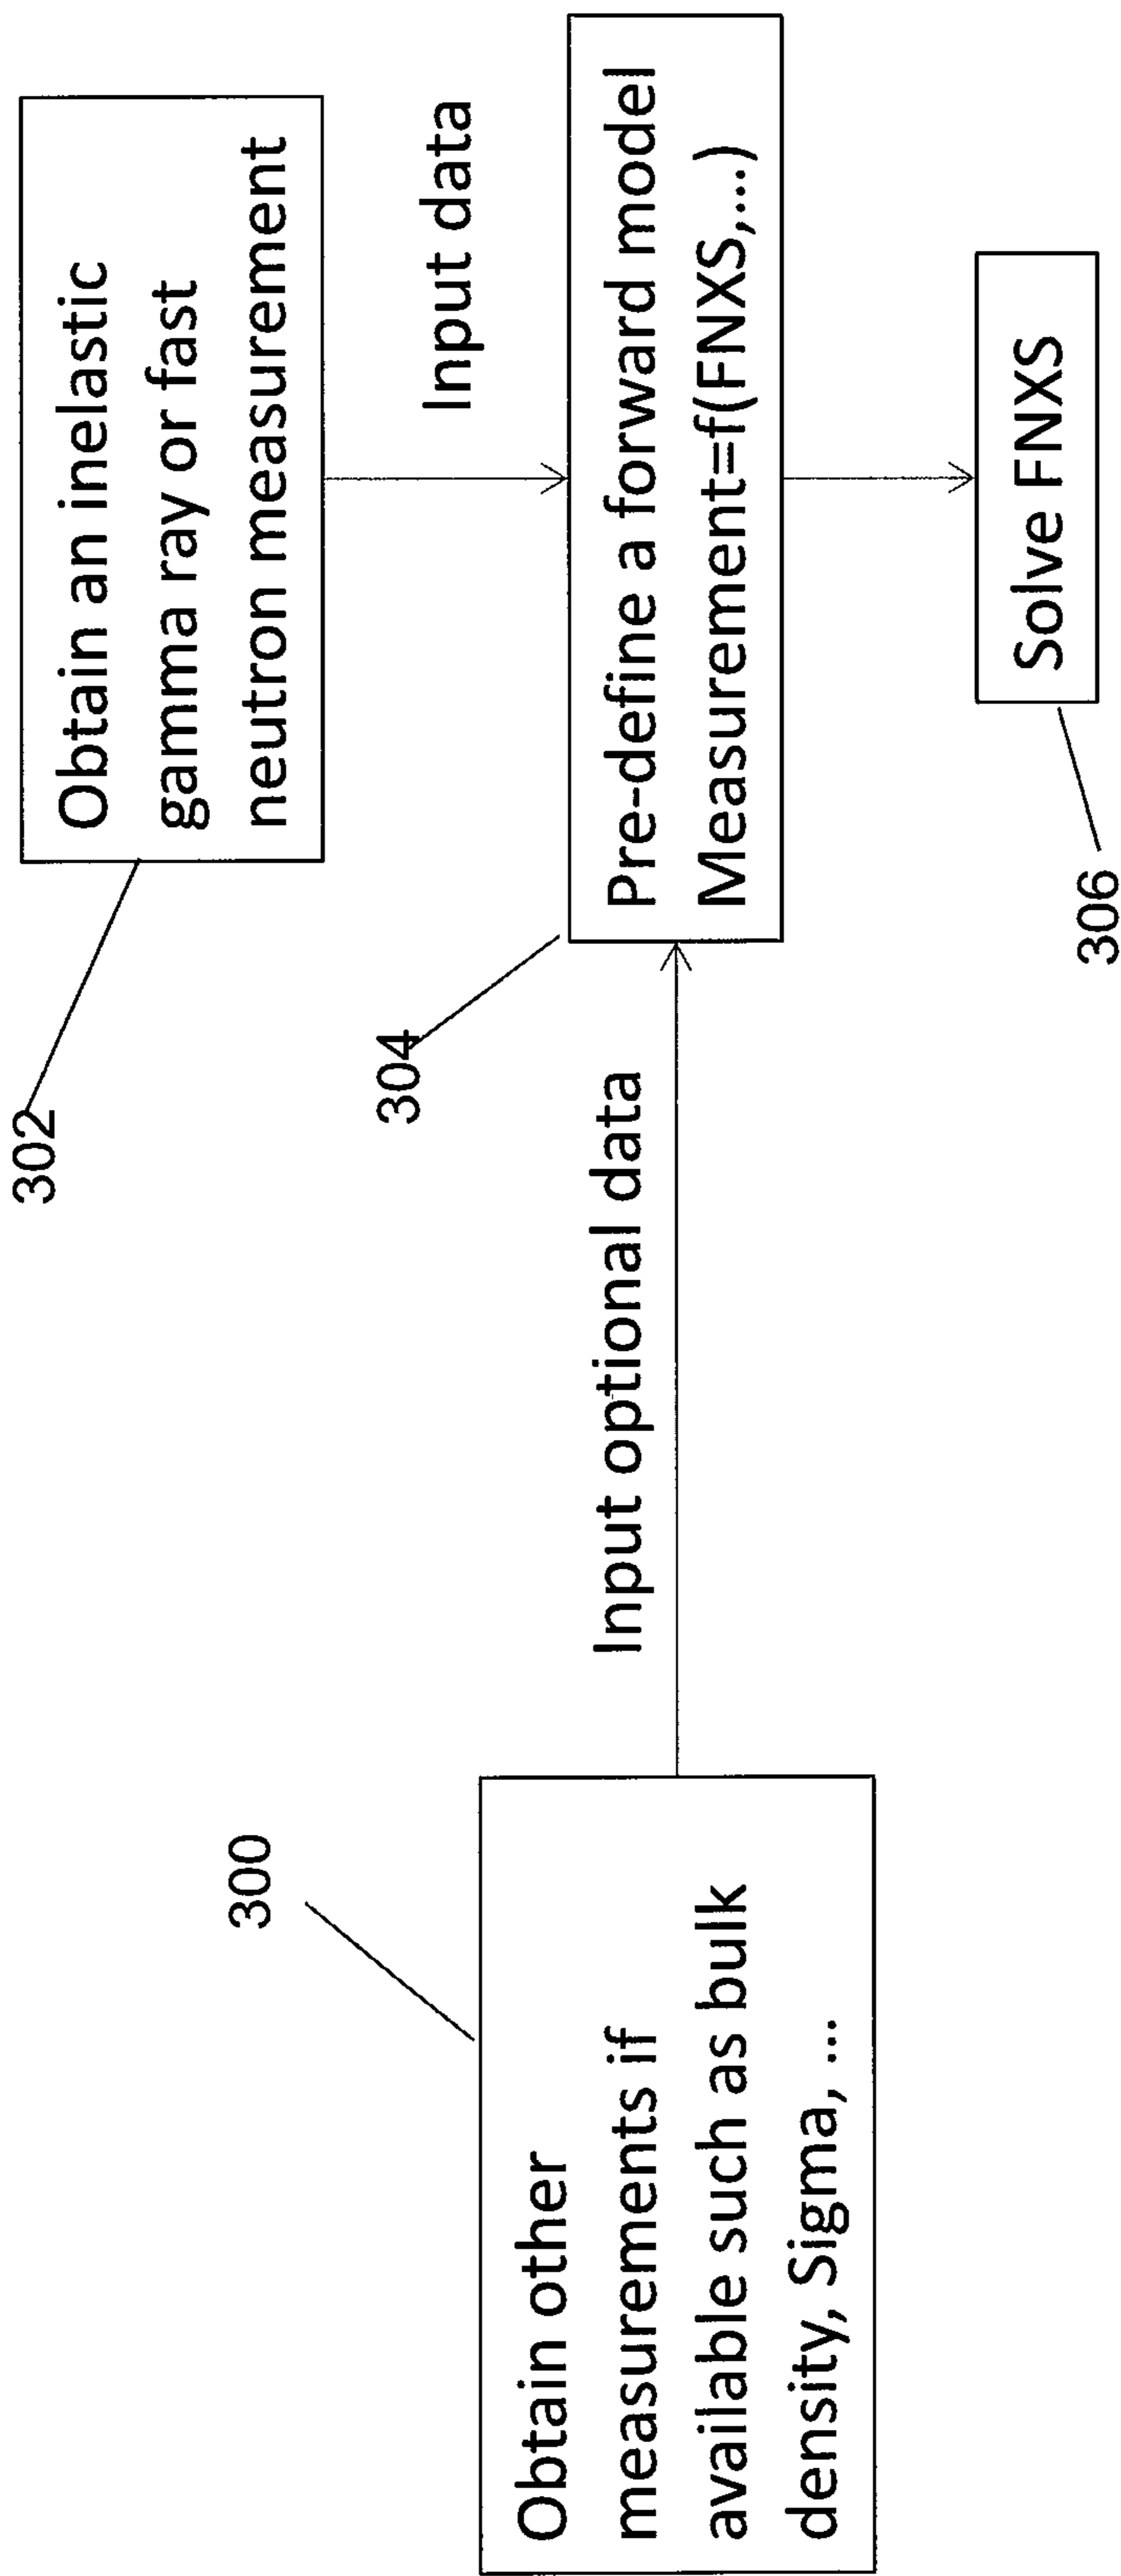 302
Obtain an inelastic
gamma ray or fast
neutron measurement
Input data
300
Obtain other
measurements if
available such as bulk
density, Sigma, ...
Input optional data
304
Pre-define a forward model
Measurement=f(FNXS,...)
306
Solve FNXS